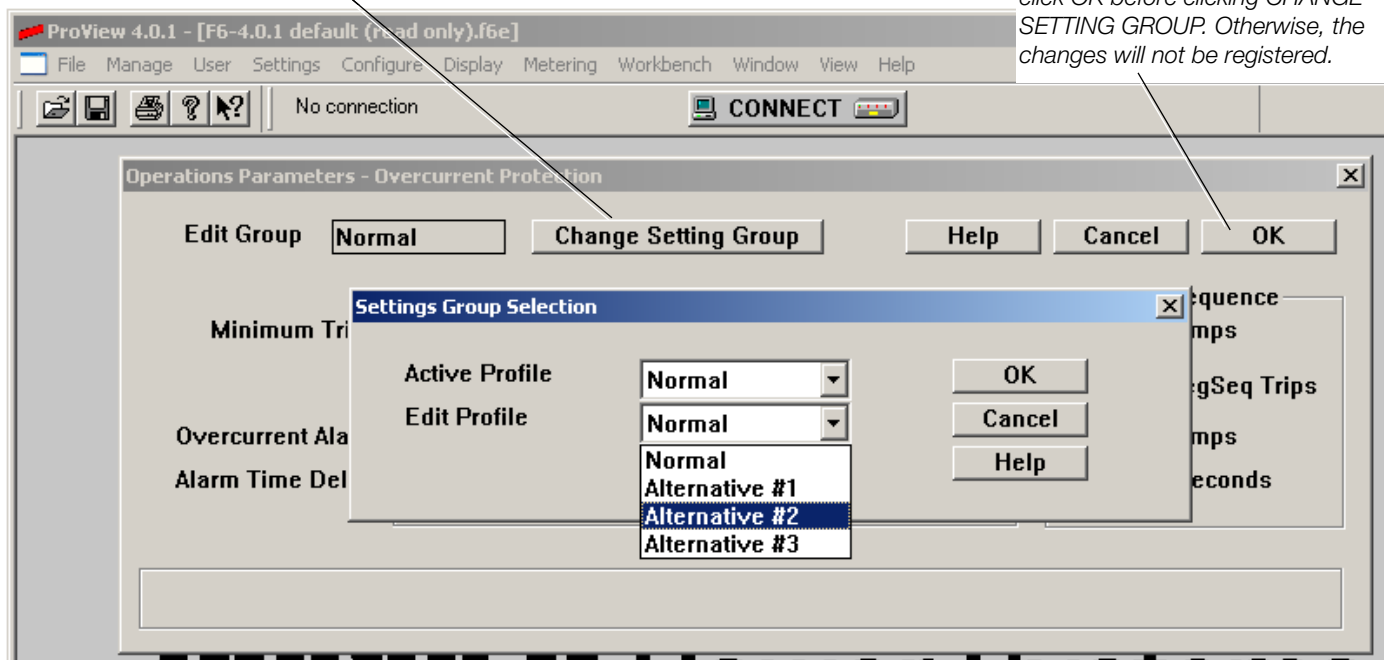 click OK before clicking CHANGE
SETTING GROUP. Otherwise, the
changes will not be registered.
ProView 4.0.1 - [F6-4.0.1 default (read only).f6e]
File Manage User Settings Configure Display Metering Workbench Window View Help
No connection
CONNECT
Operations Parameters - Overcurrent Protection
Edit Group Normal Change Setting Group Help Cancel OK
Settings Group Selection
equence
Minimum Tri
mps
Active Profile Normal OK
egSeq Trips
Edit Profile Normal Cancel
Overcurrent Ala
mps
Normal
Help
Alarm Time Del
econds
Alternative #1
Alternative #2
Alternative #3